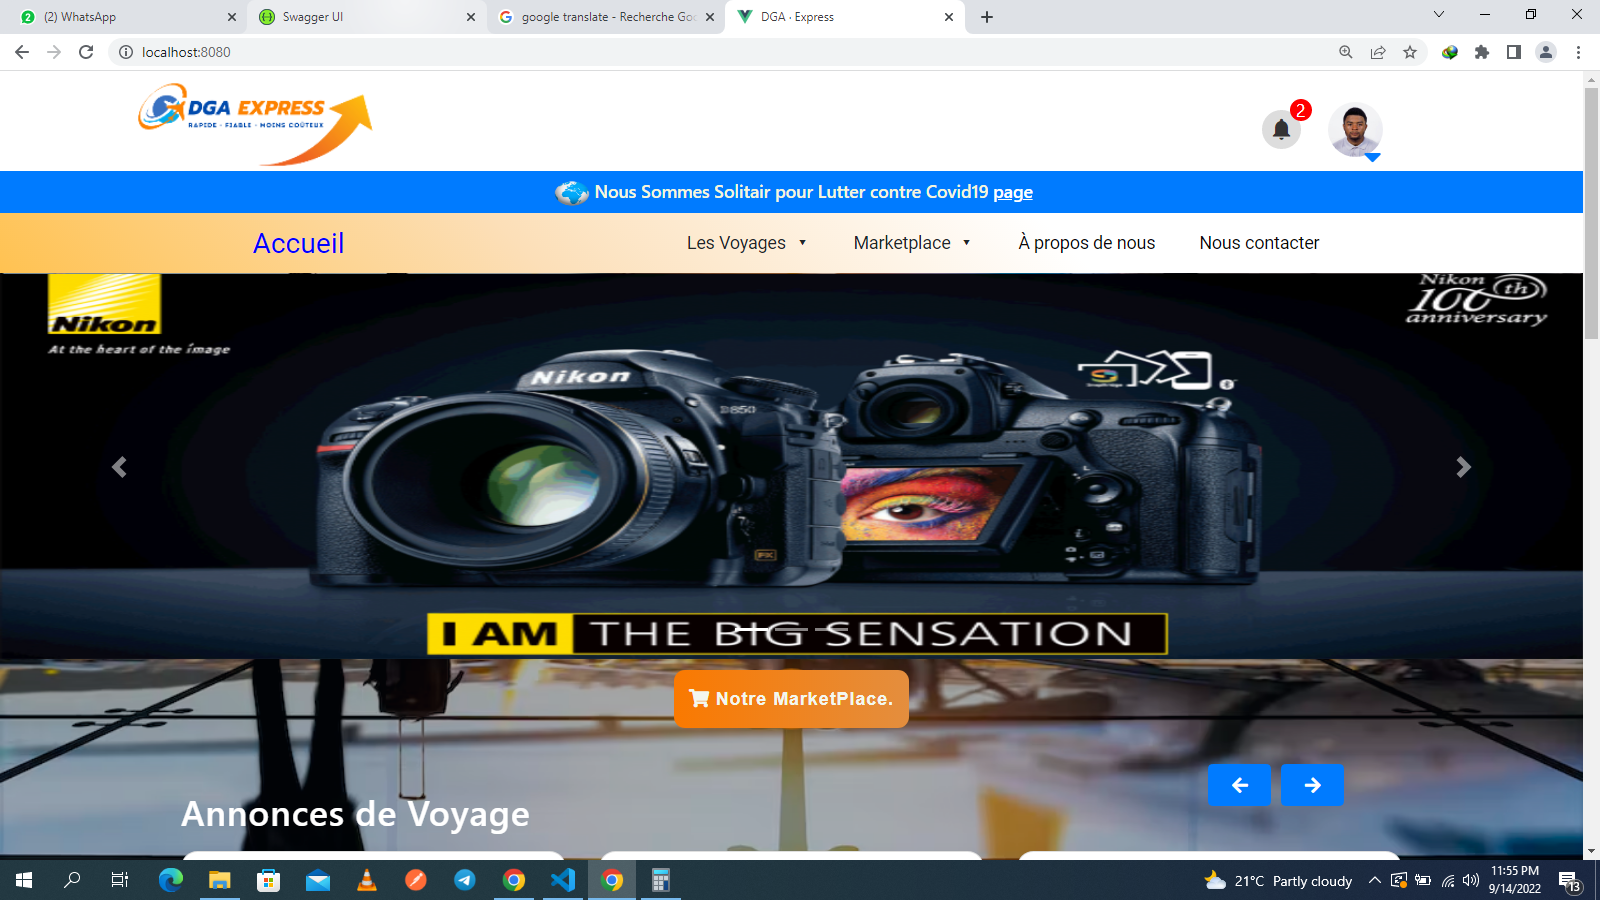 (2) WhatsApp
Swagger UI
google translate - Recherche Goo
DGA · Express
localhost:8080
DGA EXPRESS
RAPIDE - FIABLE - MOINS COÛTEUX
2
Nous Sommes Solitair pour Lutter contre Covid19 page
Accueil
Les Voyages
Marketplace
À propos de nous
Nous contacter
Nikon
At the heart of the image
Nikon
100th
anniversary
Nikon
D850
FX
I AM THE BIG SENSATION
Notre MarketPlace.
Annonces de Voyage
21°C Partly cloudy
11:55 PM
9/14/2022
13